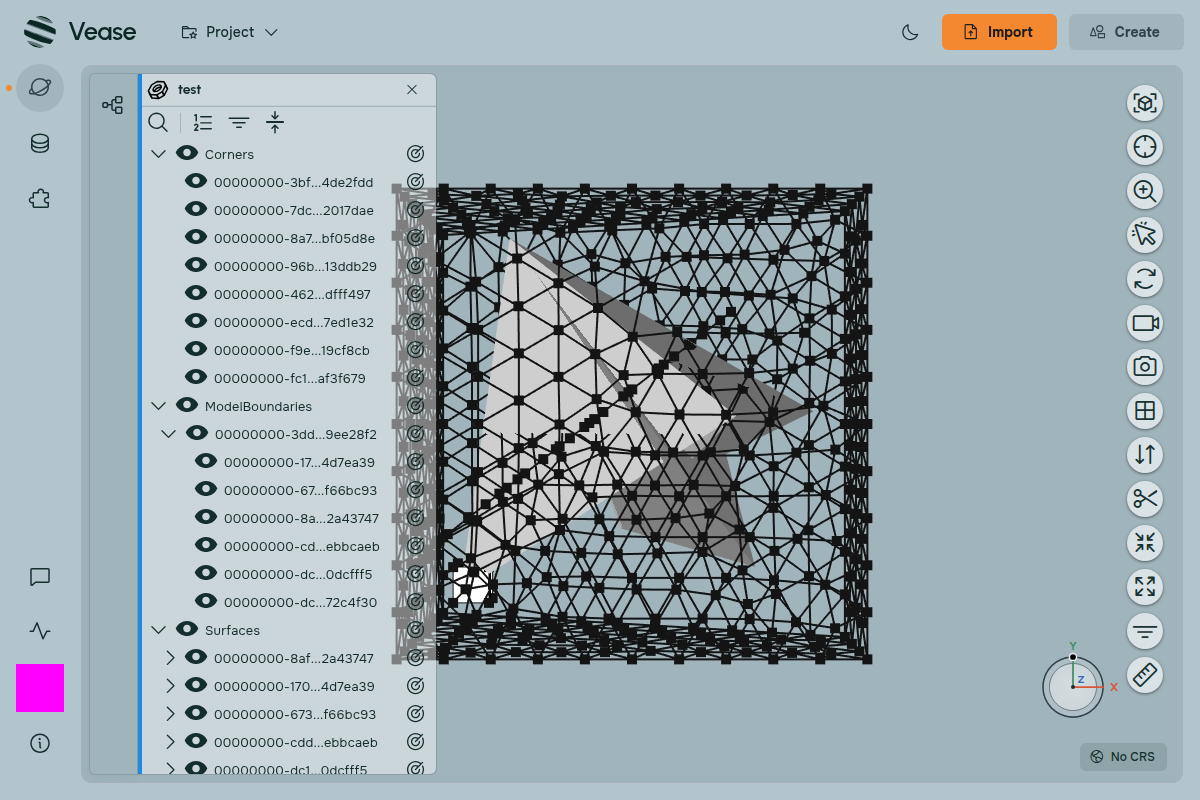 Vease
Project
Import
Create
test
Corners
00000000-3bf...4de2fdd
00000000-7dc...2017dae
00000000-8a7...bf05d8e
00000000-96b...13ddb29
00000000-462...dfff497
00000000-ecd...7ed1e32
00000000-f9e...19cf8cb
00000000-fc1...af3f679
ModelBoundaries
00000000-3dd...9ee28f2
00000000-17...4d7ea39
00000000-67...f66bc93
00000000-8a...2a43747
00000000-cd...ebbcaeb
00000000-dc...0dcfff5
00000000-dc...72c4f30
Surfaces
00000000-8af...2a43747
00000000-170...4d7ea39
00000000-673...f66bc93
00000000-cdd...ebbcaeb
00000000-dc1...0dcfff5
Y
Z
X
No CRS